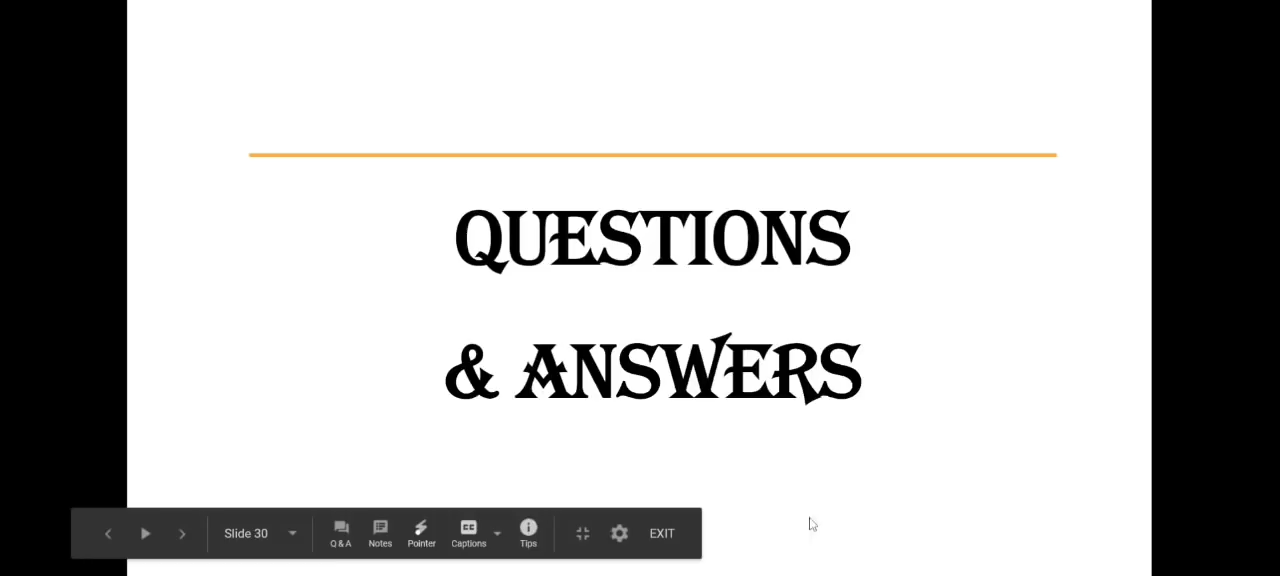 QUESTIONS
& ANSWERS
Slide 30
Q & A
Notes
Pointer
Captions
Tips
EXIT